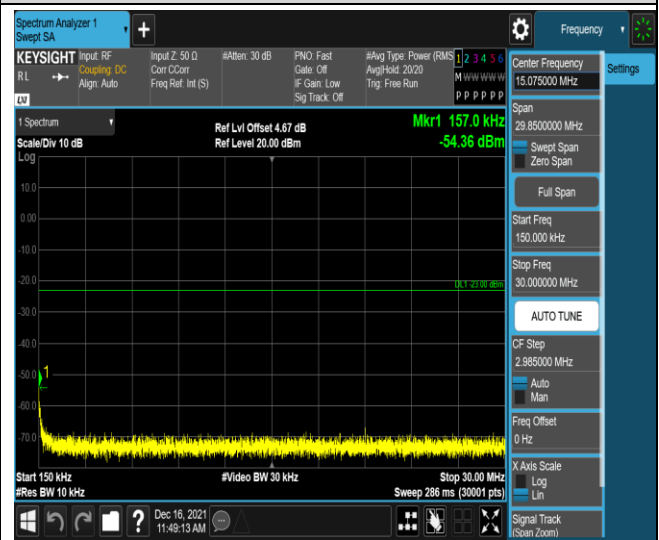 Spectrum Analyzer 1
Swept SA
+
Frequency
KEYSIGHT
RL
LXI
Input: RF
Coupling: DC
Align: Auto
Input Z: 50 Ω
Corr CCorr
Freq Ref: Int (S)
#Atten: 30 dB
PNO: Fast
Gate: Off
IF Gain: Low
Sig Track: Off
#Avg Type: Power (RMS
Avg|Hold: 20/20
Trig: Free Run
1 2 3 4 5 6
M W W W W W
P P P P P P
1 Spectrum
Scale/Div 10 dB
Ref Lvl Offset 4.67 dB
Ref Level 20.00 dBm
Mkr1 157.0 kHz
-54.36 dBm
Log
10.0
0.00
-10.0
-20.0
-30.0
-40.0
-50.0
-60.0
-70.0
DL1 -23.00 dBm
1
Start 150 kHz
#Res BW 10 kHz
#Video BW 30 kHz
Stop 30.00 MHz
Sweep 286 ms (30001 pts)
Center Frequency
15.075000 MHz
Span
29.8500000 MHz
Swept Span
Zero Span
Full Span
Start Freq
150.000 kHz
Stop Freq
30.000000 MHz
AUTO TUNE
CF Step
2.985000 MHz
Auto
Man
Freq Offset
0 Hz
X Axis Scale
Log
Lin
Signal Track
(Span Zoom)
Settings
?
Dec 16, 2021
11:49:13 AM